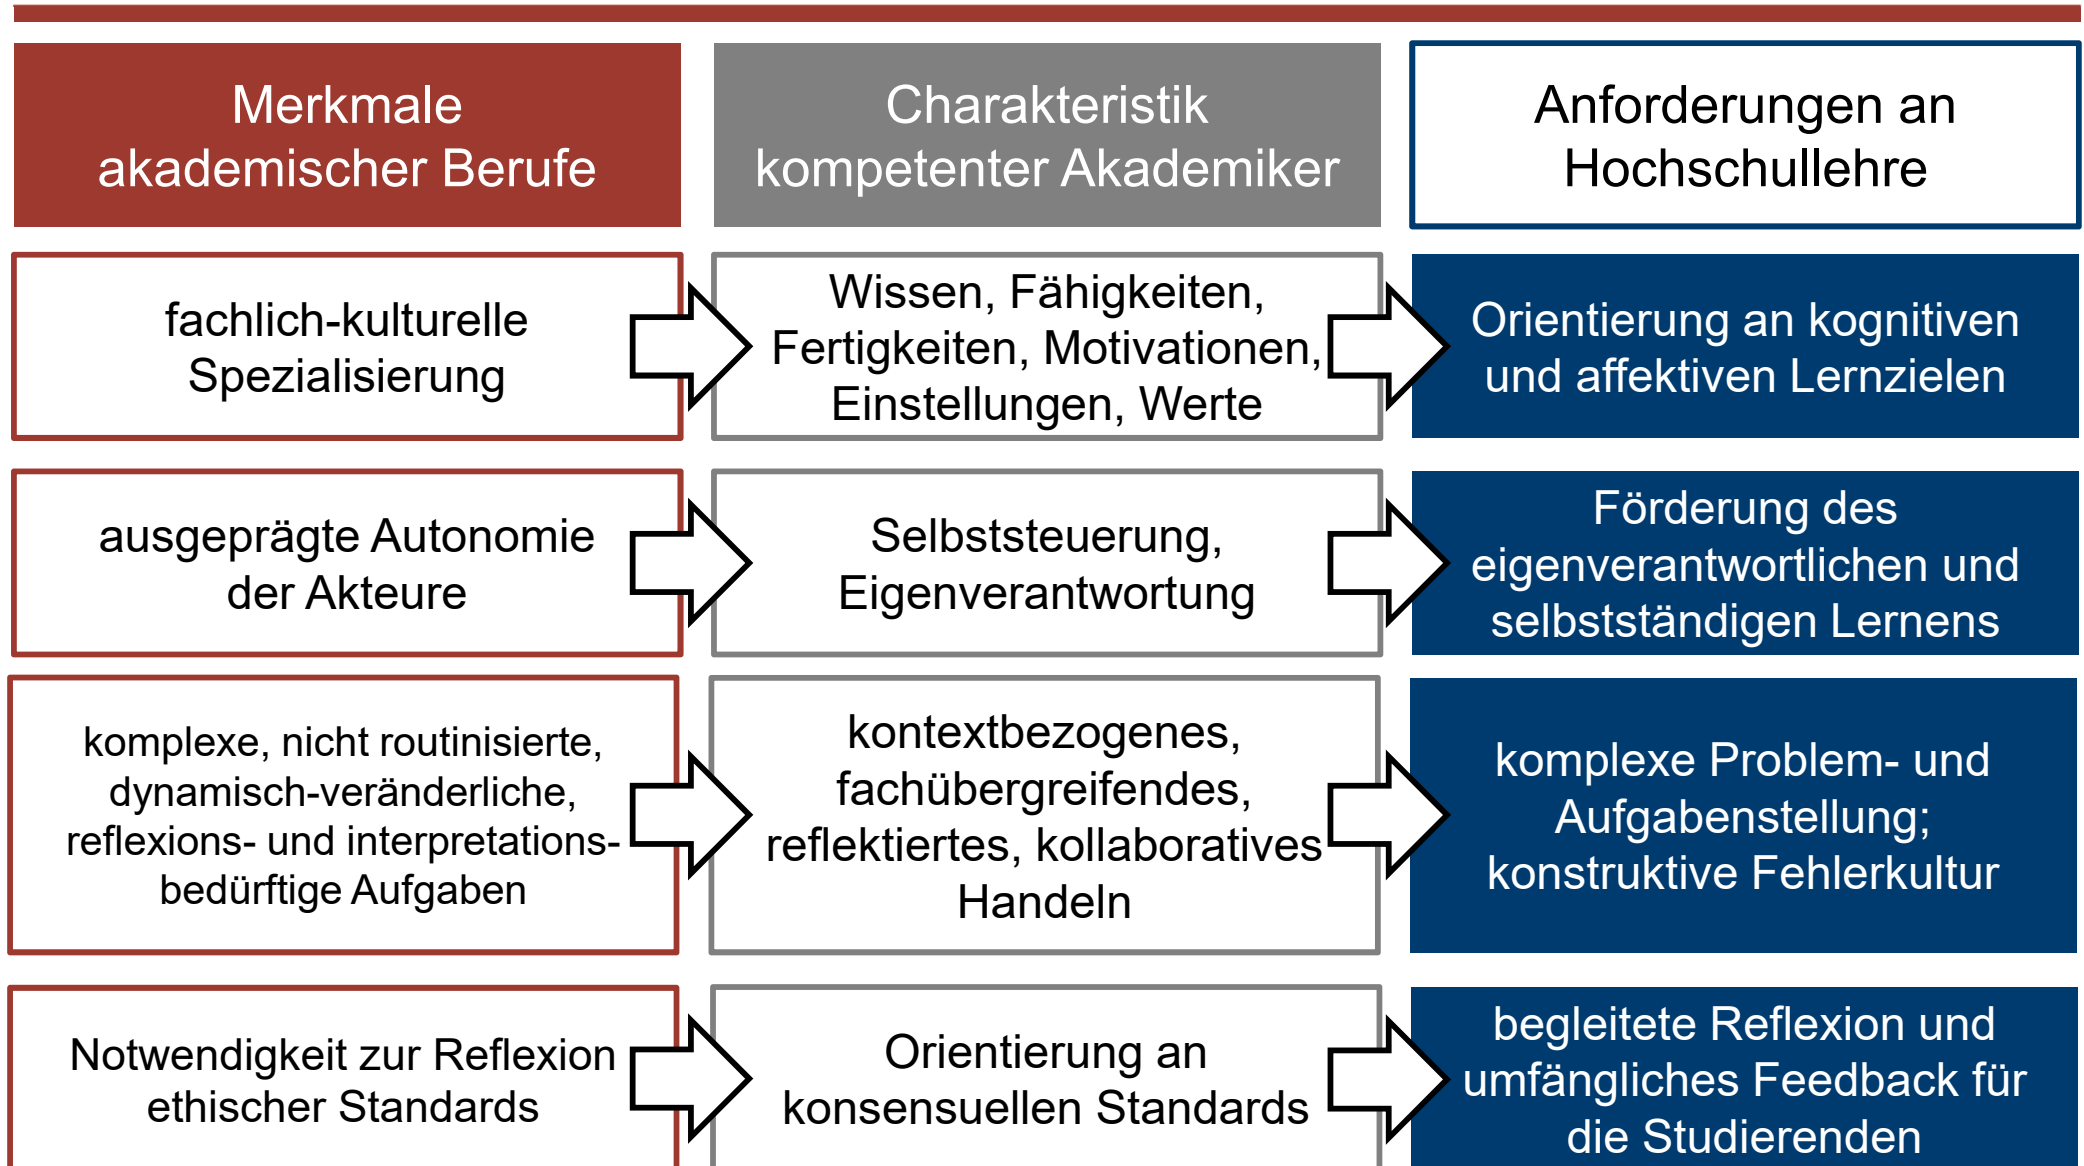 Merkmale
akademischer Berufe
Charakteristik
kompetenter Akademiker
Anforderungen an
Hochschullehre
fachlich-kulturelle
Spezialisierung
Wissen, Fähigkeiten,
Fertigkeiten, Motivationen,
Einstellungen, Werte
Orientierung an kognitiven
und affektiven Lernzielen
ausgeprägte Autonomie
der Akteure
Selbststeuerung,
Eigenverantwortung
Förderung des
eigenverantwortlichen und
selbstständigen Lernens
komplexe, nicht routinisierte,
dynamisch-veränderliche,
reflexions- und interpretations-
bedürftige Aufgaben
kontextbezogenes,
fachübergreifendes,
reflektiertes, kollaboratives
Handeln
komplexe Problem- und
Aufgabenstellung;
konstruktive Fehlerkultur
Notwendigkeit zur Reflexion
ethischer Standards
Orientierung an
konsensuellen Standards
begleitete Reflexion und
umfängliches Feedback für
die Studierenden